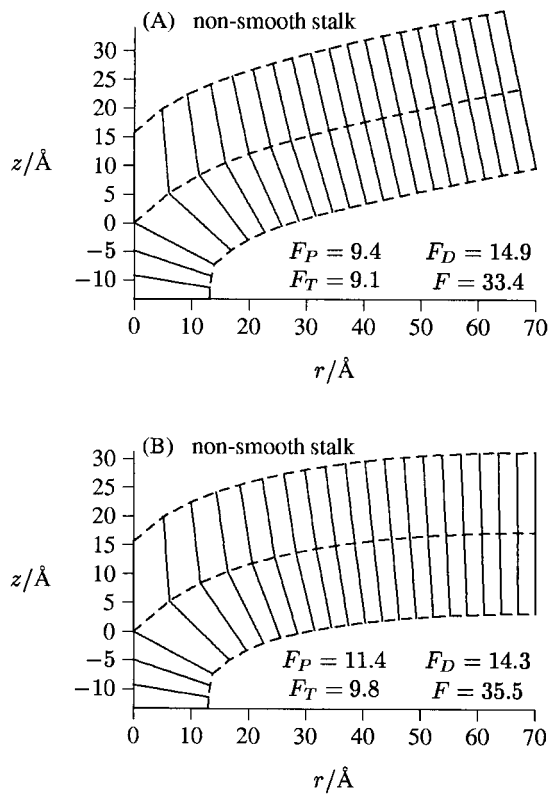 (A) non-smooth stalk
30
25
20
15
10
5
0
−5
−10
z/Å
F_P = 9.4 F_D = 14.9
F_T = 9.1 F = 33.4
0 10 20 30 40 50 60 70
r/Å
(B) non-smooth stalk
30
25
20
15
10
5
0
−5
−10
z/Å
F_P = 11.4 F_D = 14.3
F_T = 9.8 F = 35.5
0 10 20 30 40 50 60 70
r/Å